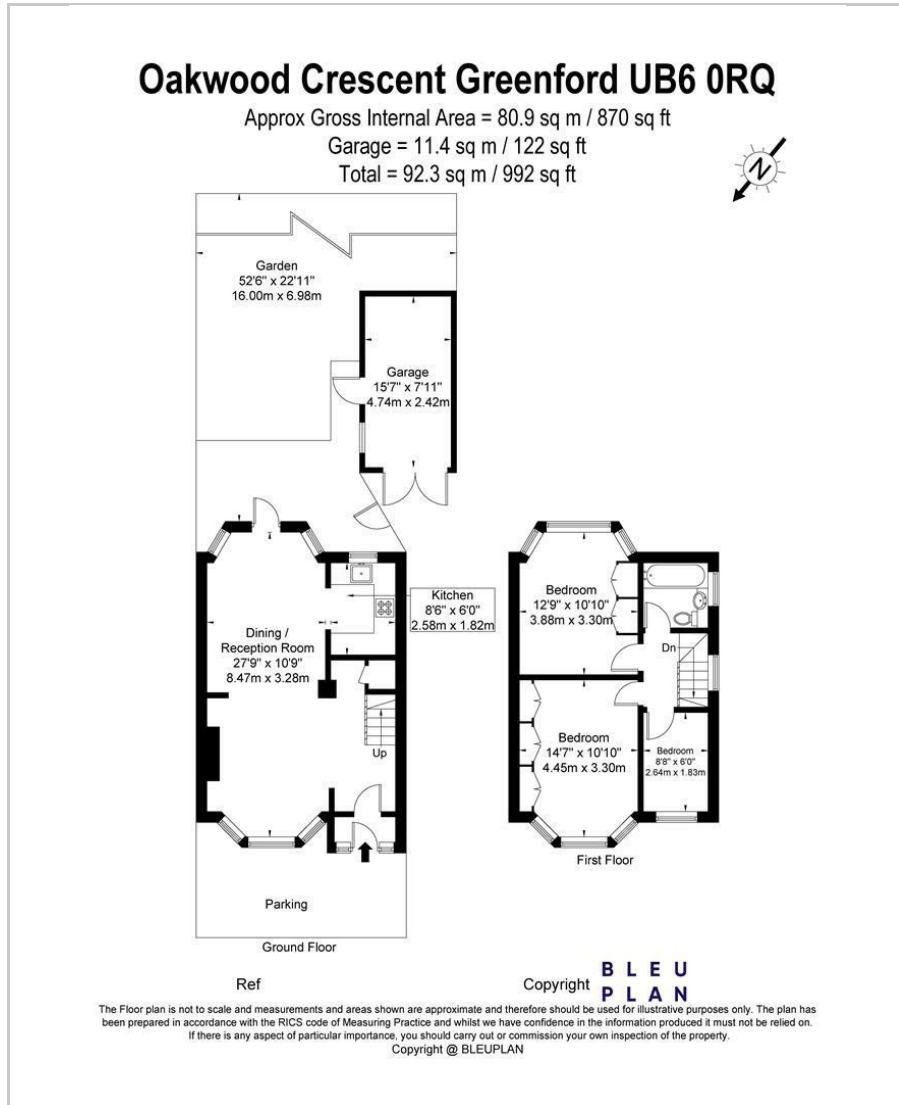 Oakwood Crescent Greenford UB6 0RQ
Approx Gross Internal Area = 80.9 sq m / 870 sq ft
Garage = 11.4 sq m / 122 sq ft
Total = 92.3 sq m / 992 sq ft
N
Garden
52'6" x 22'11"
16.00m x 6.98m
Garage
15'7" x 7'11"
4.74m x 2.42m
Kitchen
8'6" x 6'0"
2.58m x 1.82m
Dining /
Reception Room
27'9" x 10'9"
8.47m x 3.28m
Up
Parking
Ground Floor
Bedroom
12'9" x 10'10"
3.88m x 3.30m
Dn
Bedroom
14'7" x 10'10"
4.45m x 3.30m
Bedroom
8'8" x 6'0"
2.64m x 1.83m
First Floor
Ref
Copyright
BLEU
PLAN
The Floor plan is not to scale and measurements and areas shown are approximate and therefore should be used for illustrative purposes only. The plan has
been prepared in accordance with the RICS code of Measuring Practice and whilst we have confidence in the information produced it must not be relied on.
If there is any aspect of particular importance, you should carry out or commission your own inspection of the property.
Copyright @ BLEUPLAN